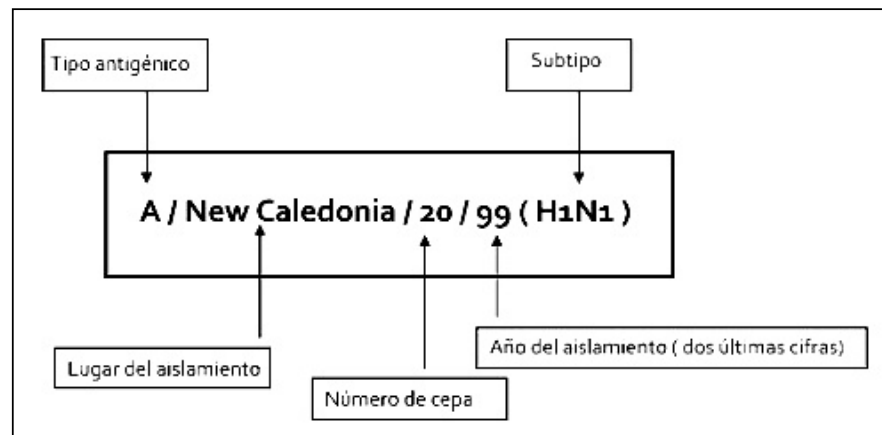 Tipo antigénico
Subtipo
A / New Caledonia / 20 / 99 ( H1N1 )
Lugar del aislamiento
Número de cepa
Año del aislamiento ( dos últimas cifras)